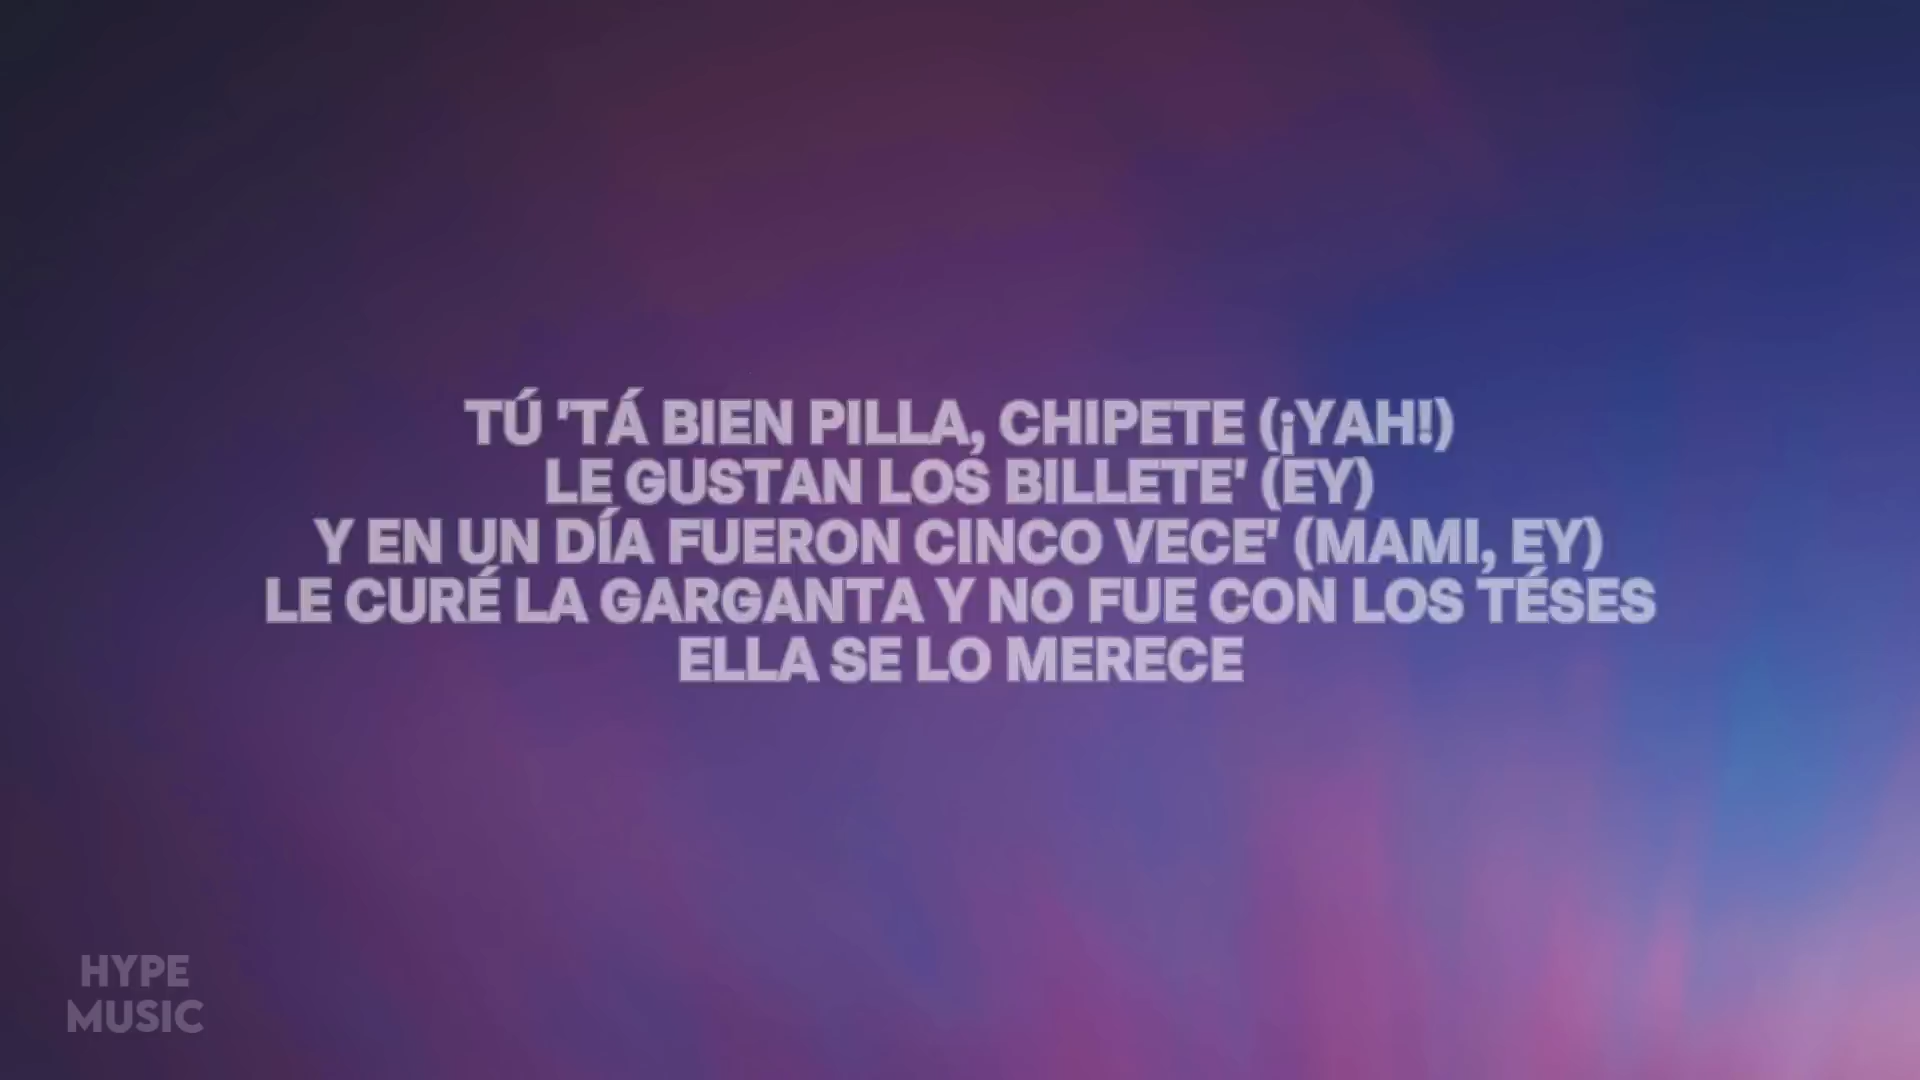 TÚ 'TÁ BIEN PILLA, CHIPETE (¡YAH!)
LE GUSTAN LOS BILLETE' (EY)
Y EN UN DÍA FUERON CINCO VECE' (MAMI, EY)
LE CURÉ LA GARGANTA Y NO FUE CON LOS TÉSES
ELLA SE LO MERECE
HYPE
MUSIC